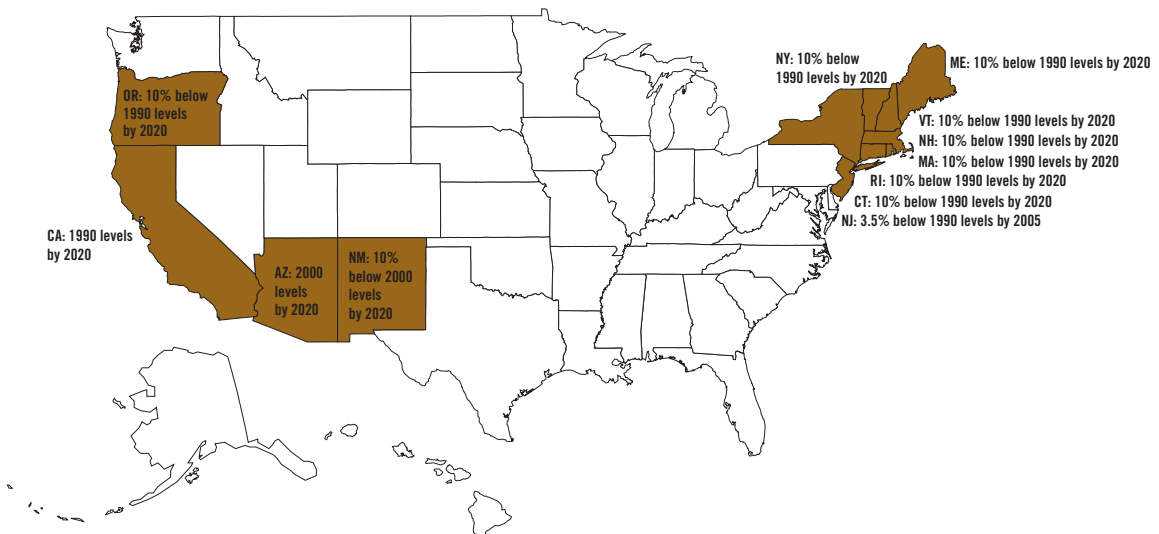 NY: 10% below
1990 levels by 2020
ME: 10% below 1990 levels by 2020
OR: 10% below
1990 levels
by 2020
VT: 10% below 1990 levels by 2020
NH: 10% below 1990 levels by 2020
MA: 10% below 1990 levels by 2020
RI: 10% below 1990 levels by 2020
CT: 10% below 1990 levels by 2020
NJ: 3.5% below 1990 levels by 2005
CA: 1990 levels
by 2020
AZ: 2000
levels
by 2020
NM: 10%
below 2000
levels
by 2020